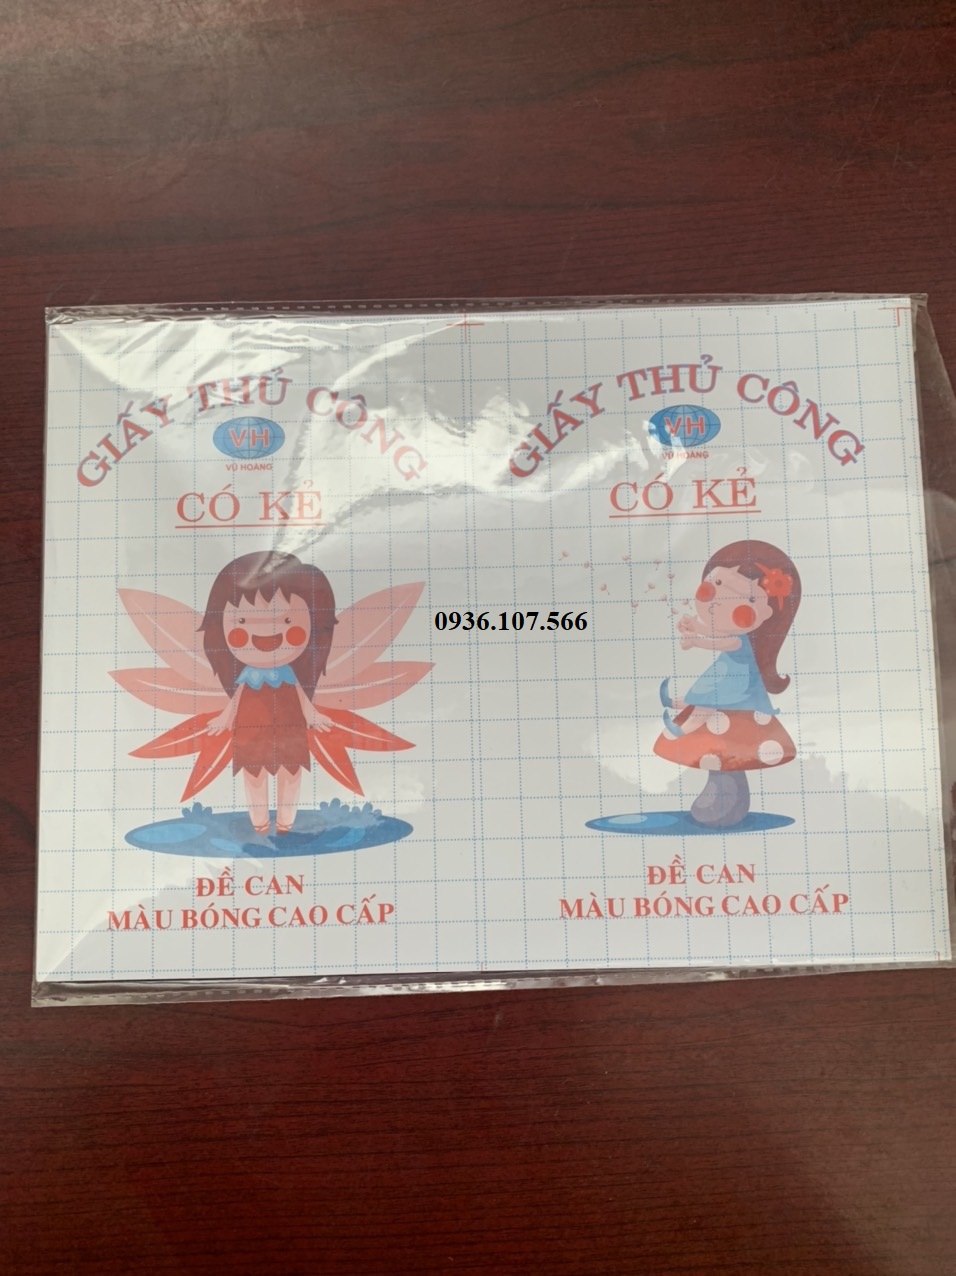 GIẤY THỦ CÔNG
VH
VŨ HOÀNG
CÓ KẺ
ĐỀ CAN
MÀU BÓNG CAO CẤP
GIẤY THỦ CÔNG
VH
VŨ HOÀNG
CÓ KẺ
ĐỀ CAN
MÀU BÓNG CAO CẤP
0936.107.566